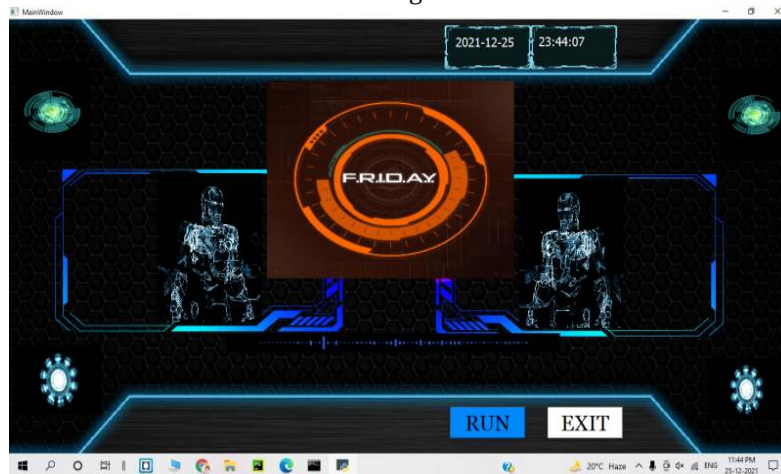 MainWindow
2021-12-25 23:44:07
F.R.I.D.A.Y.
RUN EXIT
20°C Haze ENG 11:44 PM
25-12-2021